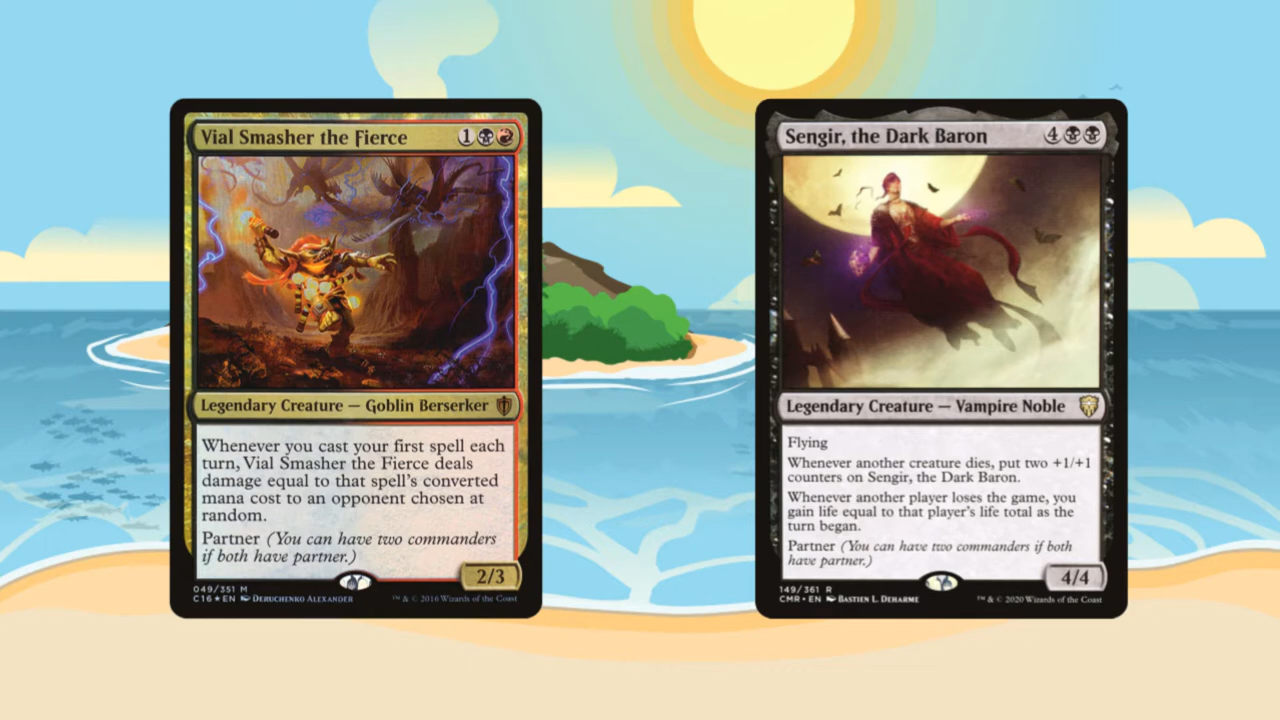 Vial Smasher the Fierce 1
Legendary Creature — Goblin Berserker
Whenever you cast your first spell each
turn, Vial Smasher the Fierce deals
damage equal to that spell's converted
mana cost to an opponent chosen at
random.
Partner (You can have two commanders
if both have partner.)
2/3
049/351 M
C16★EN Deruchenko Alexander
™ & © 2016 Wizards of the Coast
Sengir, the Dark Baron 4
Legendary Creature — Vampire Noble
Flying
Whenever another creature dies, put two +1/+1
counters on Sengir, the Dark Baron.
Whenever another player loses the game, you
gain life equal to that player's life total as the
turn began.
Partner (You can have two commanders if both
have partner.)
4/4
149/361 R
CMR • EN Bastien L. Deharme
™ & © 2020 Wizards of the Coast